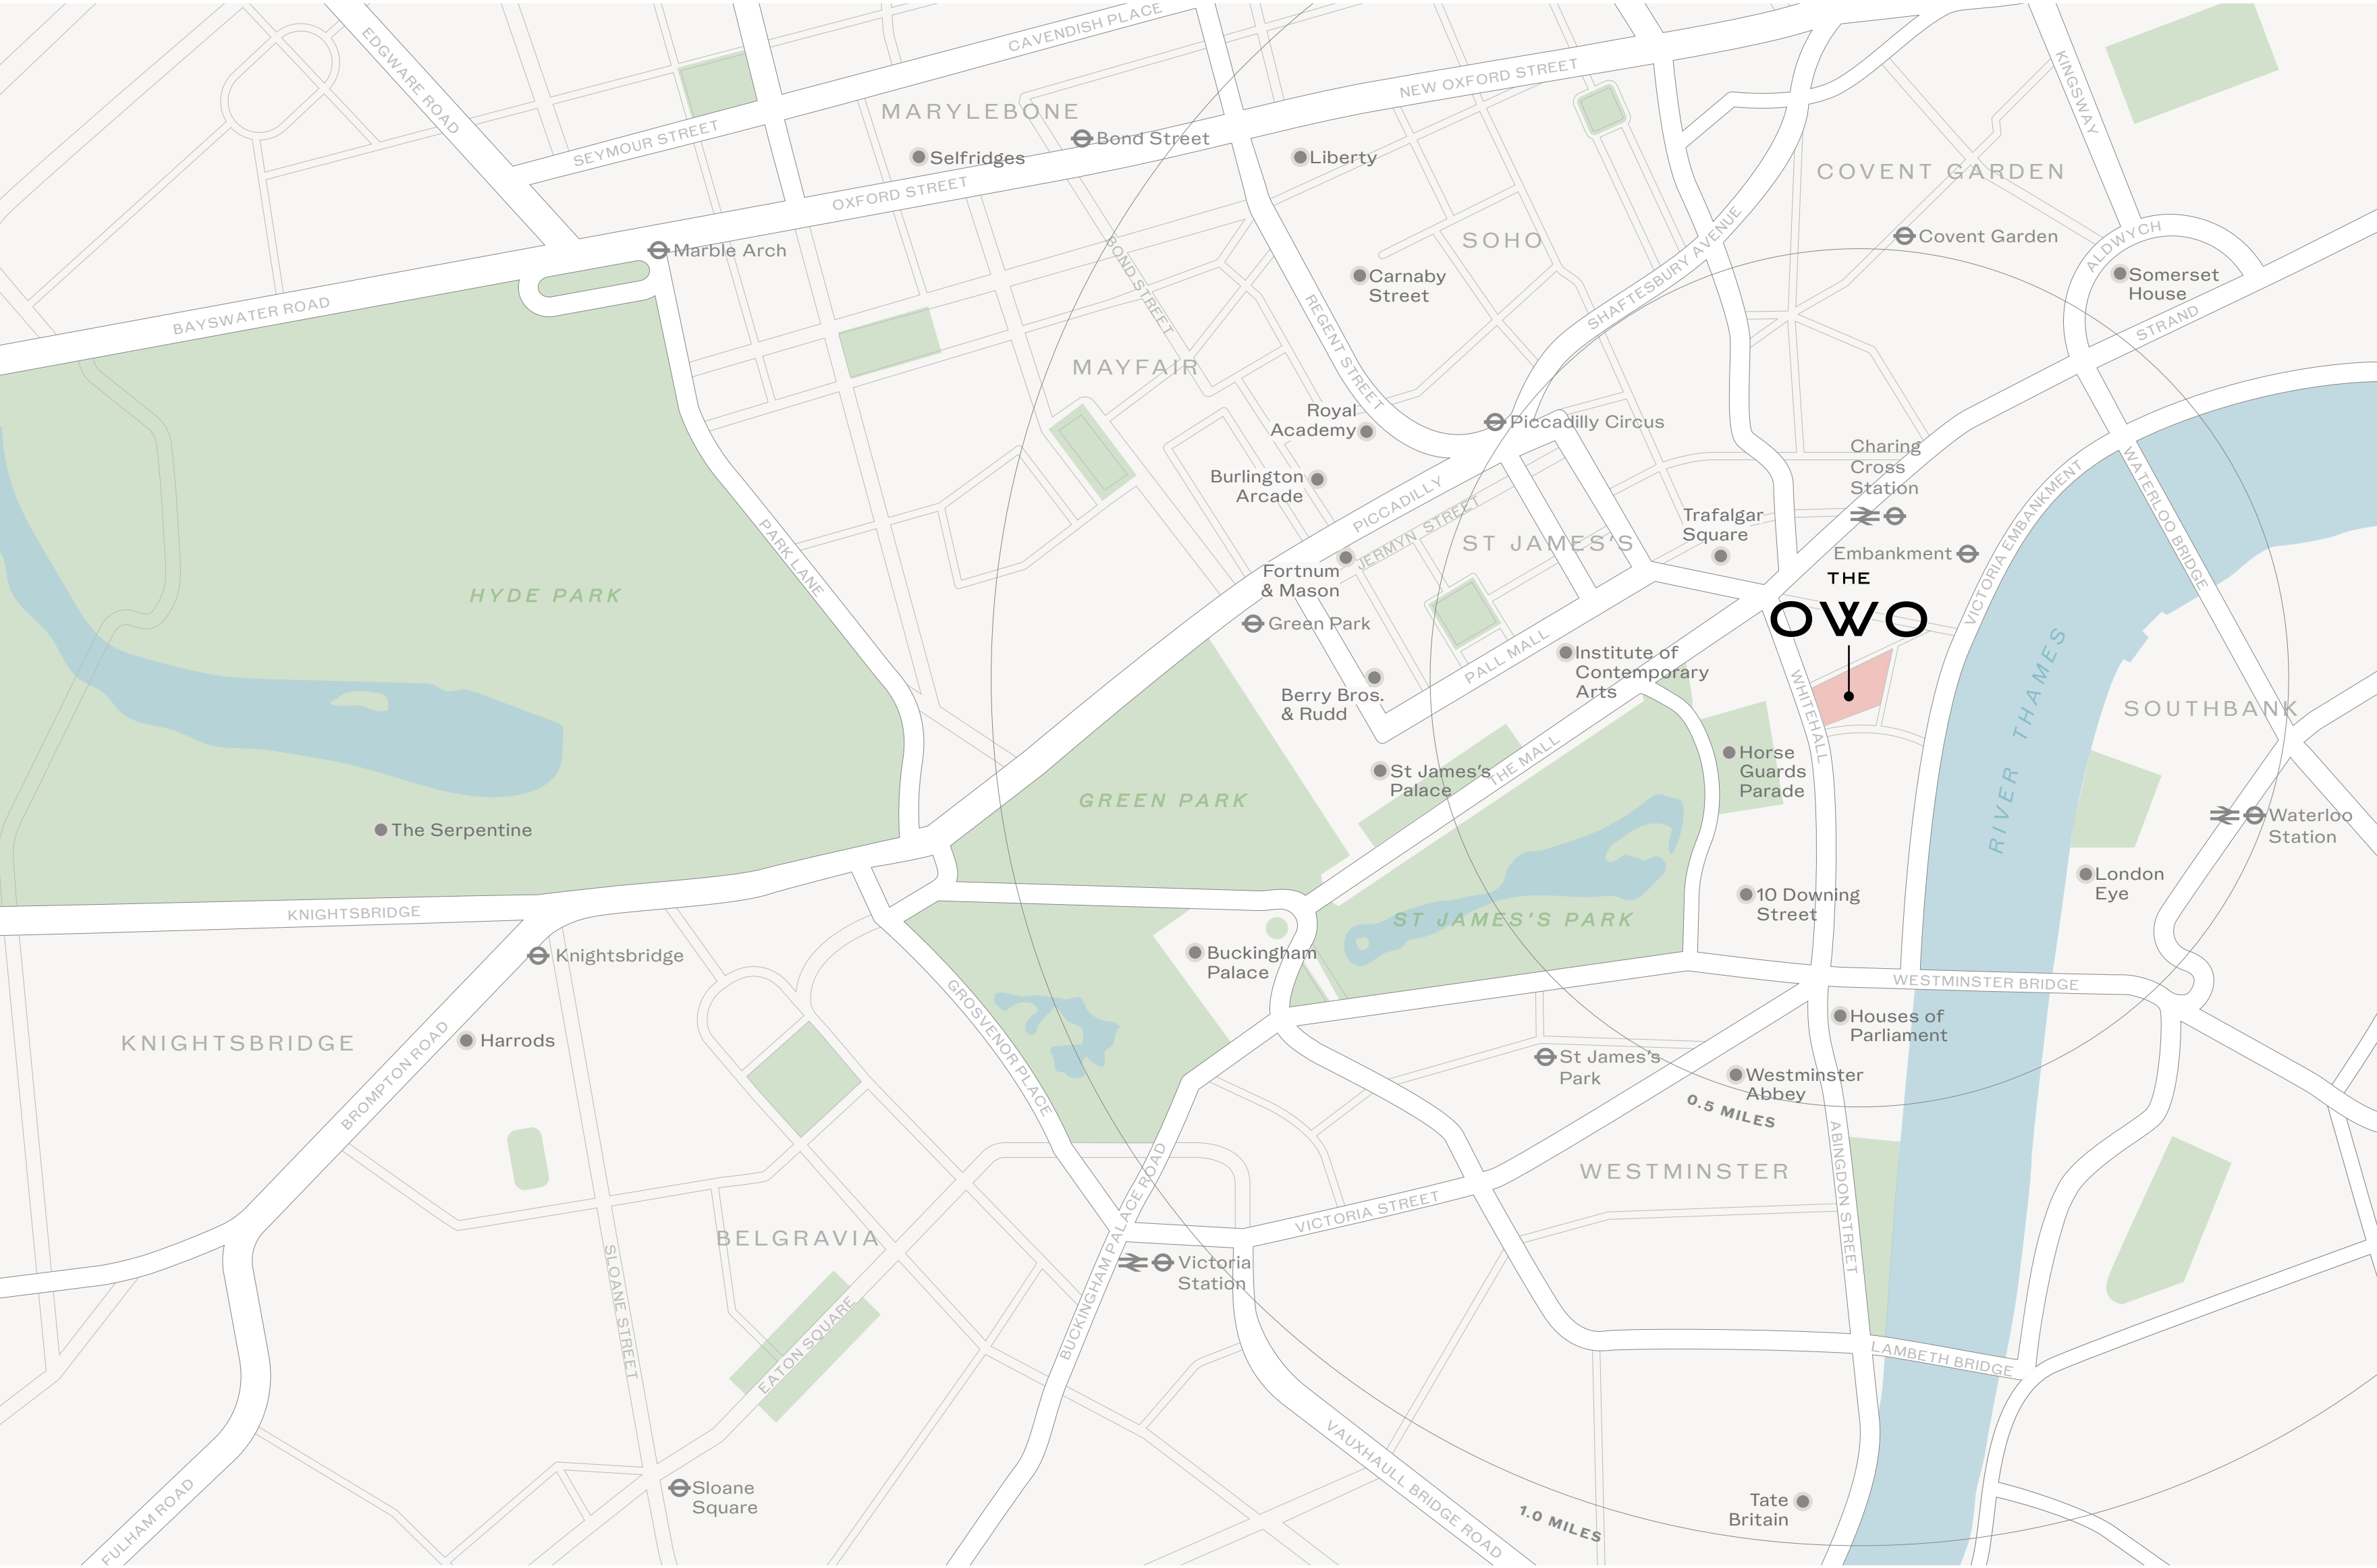 EDGWARE ROAD
CAVENDISH PLACE
SEYMOUR STREET
MARYLEBONE
Bond Street
NEW OXFORD STREET
KINGSWAY
Selfridges
Liberty
OXFORD STREET
COVENT GARDEN
Marble Arch
BOND STREET
SOHO
SHAFTESBURY AVENUE
Covent Garden
ALDWYCH
Somerset
House
BAYSWATER ROAD
Carnaby
Street
REGENT STREET
STRAND
MAYFAIR
Royal
Academy
Piccadilly Circus
Charing
Cross
Station
Burlington
Arcade
PICCADILLY
JERMYN STREET
ST JAMES'S
Trafalgar
Square
Embankment
VICTORIA EMBANKMENT
WATERLOO BRIDGE
PARK LANE
HYDE PARK
Fortnum
& Mason
Green Park
THE
OWO
PALL MALL
Institute of
Contemporary
Arts
Berry Bros.
& Rudd
WHITEHALL
RIVER THAMES
SOUTHBANK
St James's
Palace
THE MALL
Horse
Guards
Parade
GREEN PARK
The Serpentine
Waterloo
Station
London
Eye
10 Downing
Street
KNIGHTSBRIDGE
ST JAMES'S PARK
Knightsbridge
Buckingham
Palace
WESTMINSTER BRIDGE
GROSVENOR PLACE
Houses of
Parliament
KNIGHTSBRIDGE
Harrods
BROMPTON ROAD
St James's
Park
Westminster
Abbey
0.5 MILES
ABINGDON STREET
WESTMINSTER
VICTORIA STREET
BUCKINGHAM PALACE ROAD
BELGRAVIA
Victoria
Station
SLOANE STREET
EATON SQUARE
LAMBETH BRIDGE
VAUXHAULL BRIDGE ROAD
Sloane
Square
1.0 MILES
Tate
Britain
FULHAM ROAD